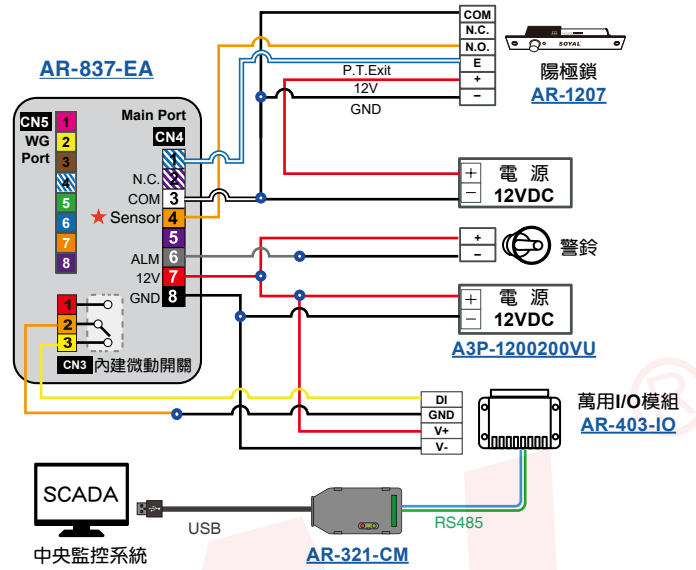 COM
N.C.
N.O.
E
+
−
SOYAL
陽極鎖
AR-1207
P.T.Exit
12V
GND
AR-837-EA
Main Port
CN5
WG
Port
1
2
3
4
5
6
7
8
CN4
1
2
3
4
5
6
7
8
N.C.
COM
★ Sensor
ALM
12V
GND
1
2
3
CN3 內建微動開關
+
−
電 源
12VDC
+
−
警鈴
+
−
電 源
12VDC
A3P-1200200VU
DI
GND
V+
V-
萬用I/O模組
AR-403-IO
®
SCADA
中央監控系統
USB
AR-321-CM
RS485